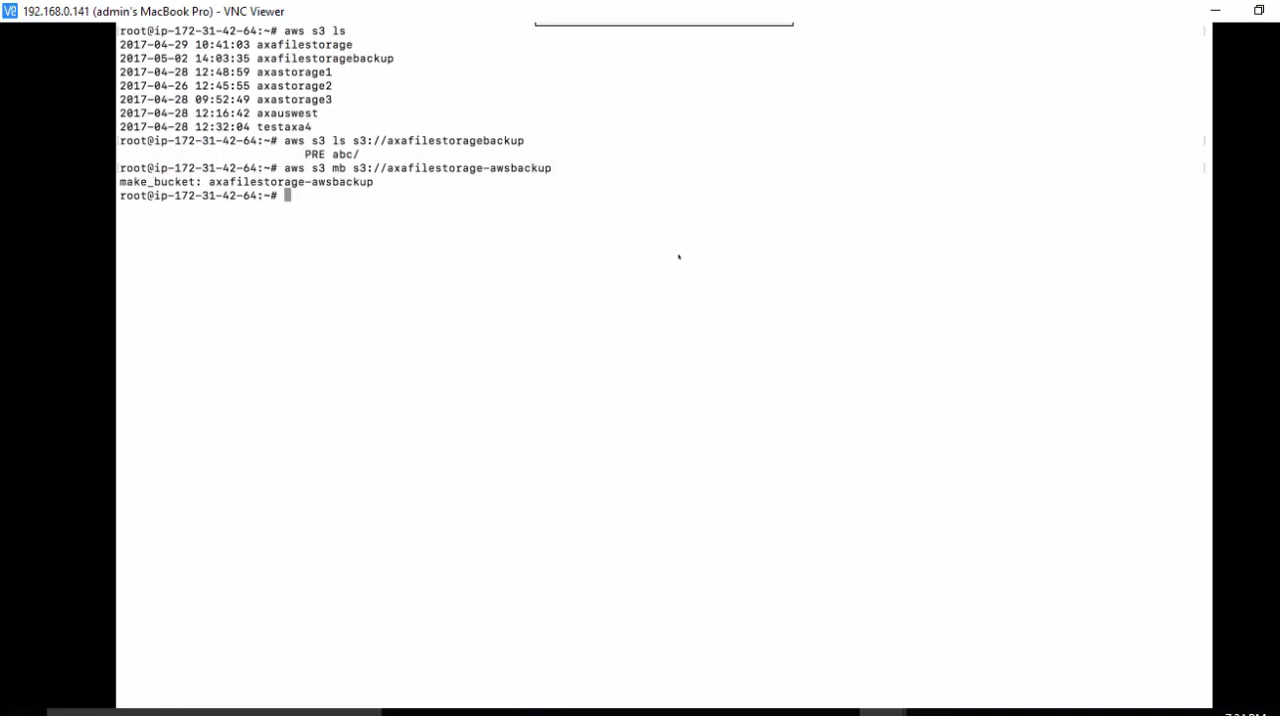 192.168.0.141 (admin's MacBook Pro) - VNC Viewer
root@ip-172-31-42-64:~# aws s3 ls
2017-04-29 10:41:03 axafilestorage
2017-05-02 14:03:35 axafilestoragebackup
2017-04-28 12:48:59 axastorage1
2017-04-26 12:45:55 axastorage2
2017-04-28 09:52:49 axastorage3
2017-04-28 12:16:42 axauswest
2017-04-28 12:32:04 testaxa4
root@ip-172-31-42-64:~# aws s3 ls s3://axafilestoragebackup
PRE abc/
root@ip-172-31-42-64:~# aws s3 mb s3://axafilestorage-awsbackup
make_bucket: axafilestorage-awsbackup
root@ip-172-31-42-64:~#